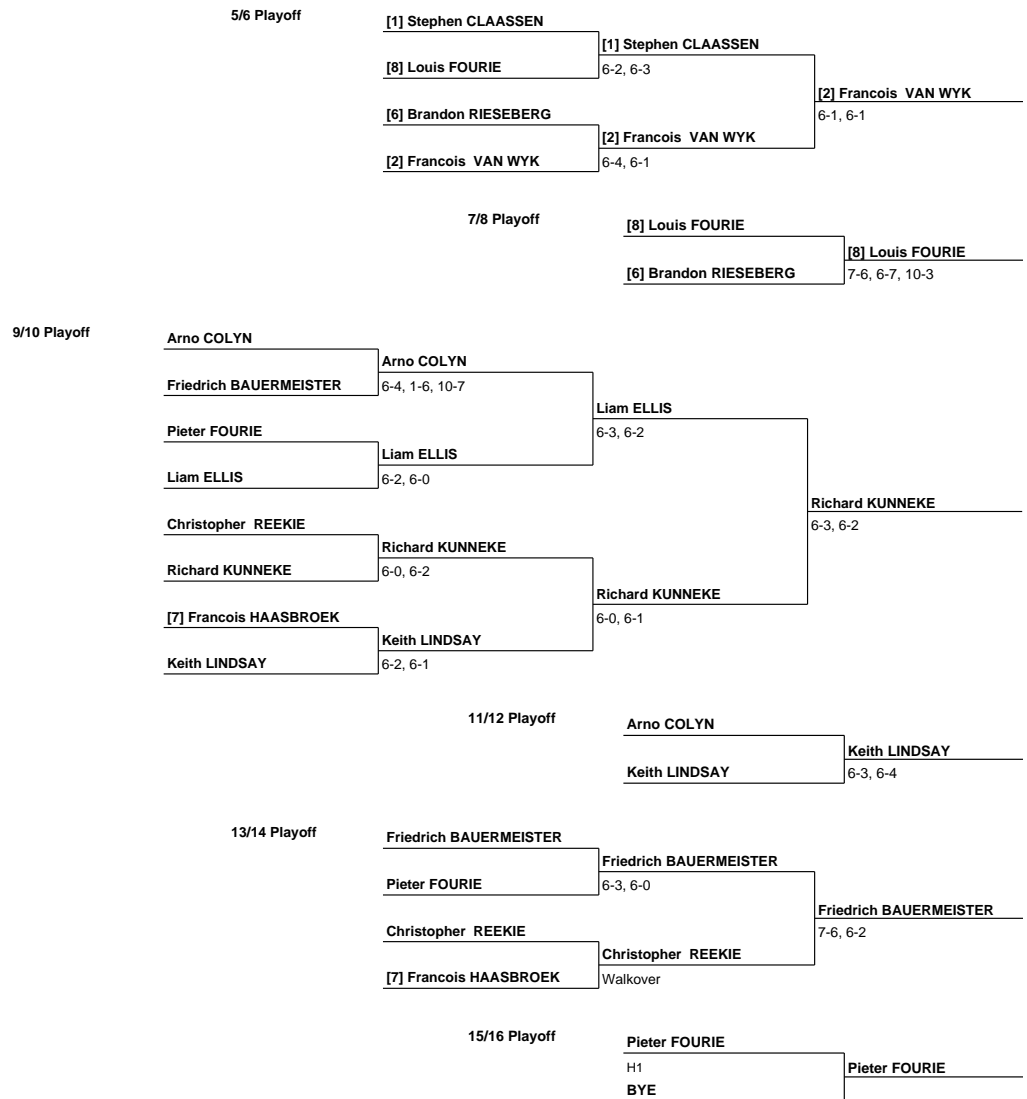 5/6 Playoff
[1] Stephen CLAASSEN
[1] Stephen CLAASSEN
[8] Louis FOURIE
6-2, 6-3
[2] Francois VAN WYK
[6] Brandon RIESEBERG
6-1, 6-1
[2] Francois VAN WYK
[2] Francois VAN WYK
6-4, 6-1
7/8 Playoff
[8] Louis FOURIE
[8] Louis FOURIE
[6] Brandon RIESEBERG
7-6, 6-7, 10-3
9/10 Playoff
Arno COLYN
Arno COLYN
Friedrich BAUERMEISTER
6-4, 1-6, 10-7
Liam ELLIS
Pieter FOURIE
6-3, 6-2
Liam ELLIS
Liam ELLIS
6-2, 6-0
Richard KUNNEKE
Christopher REEKIE
6-3, 6-2
Richard KUNNEKE
Richard KUNNEKE
6-0, 6-2
Richard KUNNEKE
[7] Francois HAASBROEK
6-0, 6-1
Keith LINDSAY
Keith LINDSAY
6-2, 6-1
11/12 Playoff
Arno COLYN
Keith LINDSAY
Keith LINDSAY
6-3, 6-4
13/14 Playoff
Friedrich BAUERMEISTER
Friedrich BAUERMEISTER
Pieter FOURIE
6-3, 6-0
Friedrich BAUERMEISTER
Christopher REEKIE
7-6, 6-2
Christopher REEKIE
[7] Francois HAASBROEK
Walkover
15/16 Playoff
Pieter FOURIE
H1
Pieter FOURIE
BYE